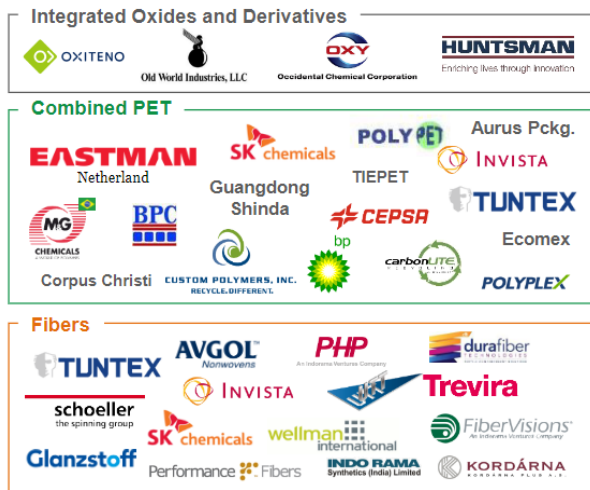 Integrated Oxides and Derivatives
OXITENO
Old World Industries, LLC
OXY
Occidental Chemical Corporation
HUNTSMAN
Enriching lives through innovation
Combined PET
EASTMAN
Netherland
SK chemicals
POLYPET
Aurus Pckg.
INVISTA
Guangdong
Shinda
TIEPET
TUNTEX
M&G
CHEMICALS
BPC
CEPSA
Ecomex
Corpus Christi
CUSTOM POLYMERS, INC.
RECYCLE.DIFFERENT.
bp
carbonLITE
POLYPLEX
Fibers
TUNTEX
AVGOL™
Nonwovens
PHP
An Indorama Ventures Company
durafiber
TECHNOLOGIES
INVISTA
Trevira
schoeller
the spinning group
SK chemicals
wellman
international
FiberVisions®
An Indorama Ventures Company
Glanzstoff
Performance Fibers
INDO RAMA
Synthetics (India) Limited
KORDÁRNA
KORDÁRNA PLUS A.S.